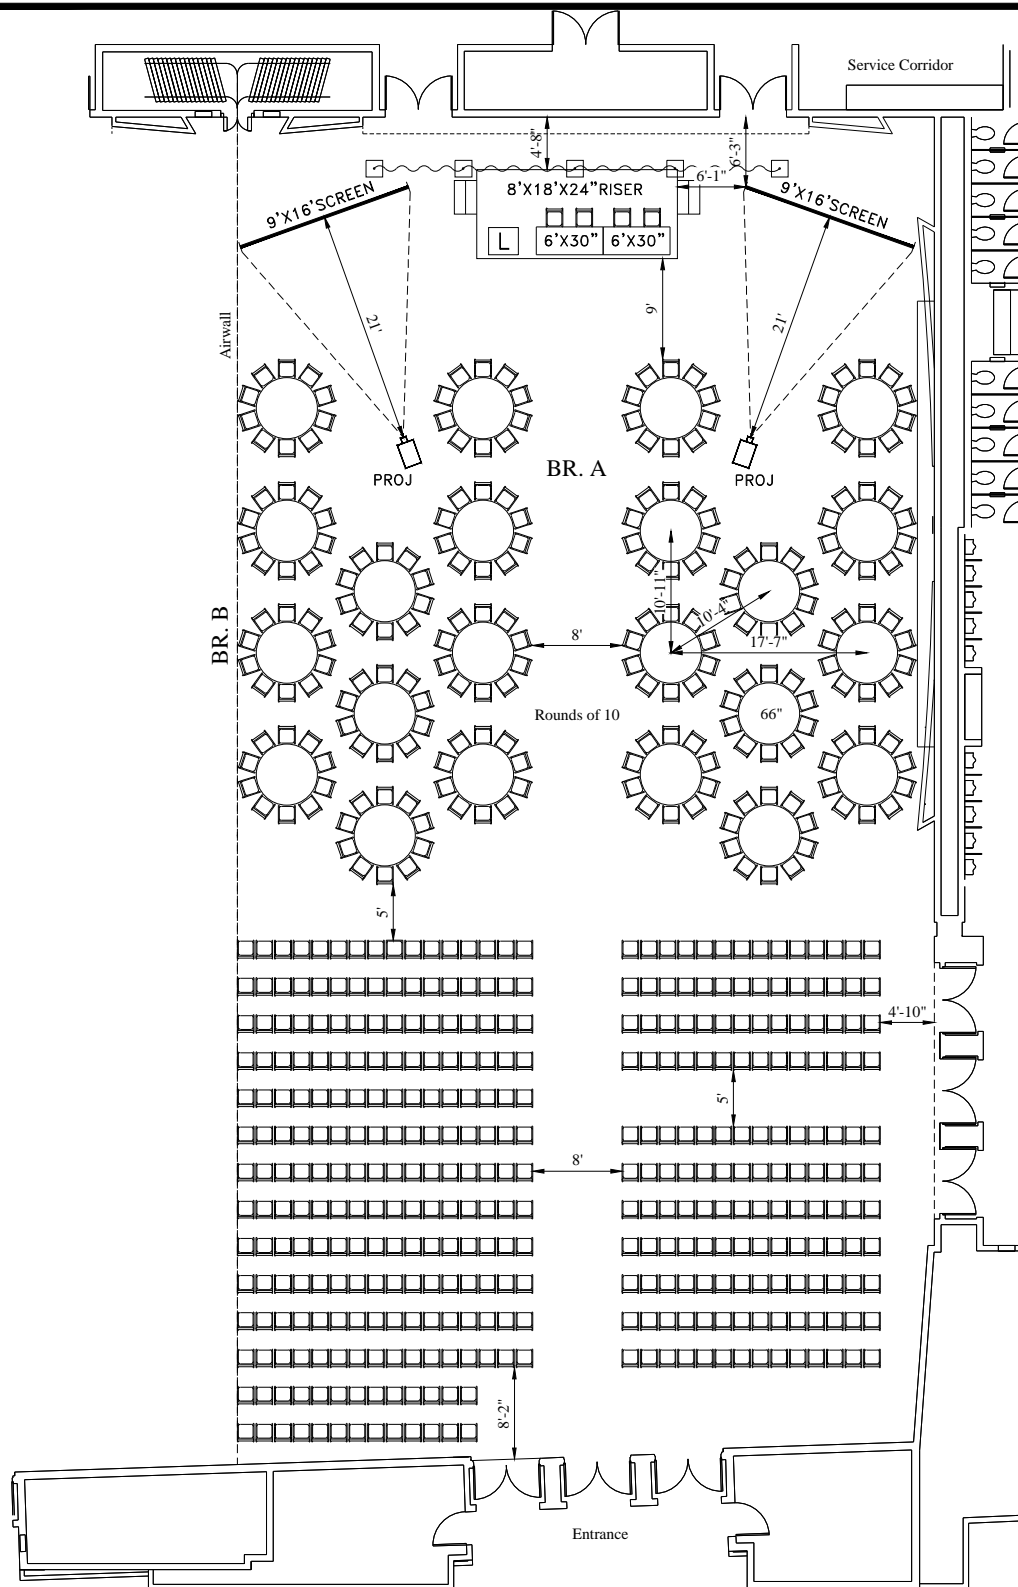 Service Corridor
4'-8"
6'-3"
6'-1"
8'X18'X24"RISER
9'X16'SCREEN
9'X16'SCREEN
L
6'X30"
6'X30"
21'
9'
21'
Airwall
BR. A
PROJ
PROJ
BR. B
10'-11"
10'-4"
8'
17'-7"
Rounds of 10
66"
5'
4'-10"
5'
8'
8'-2"
Entrance